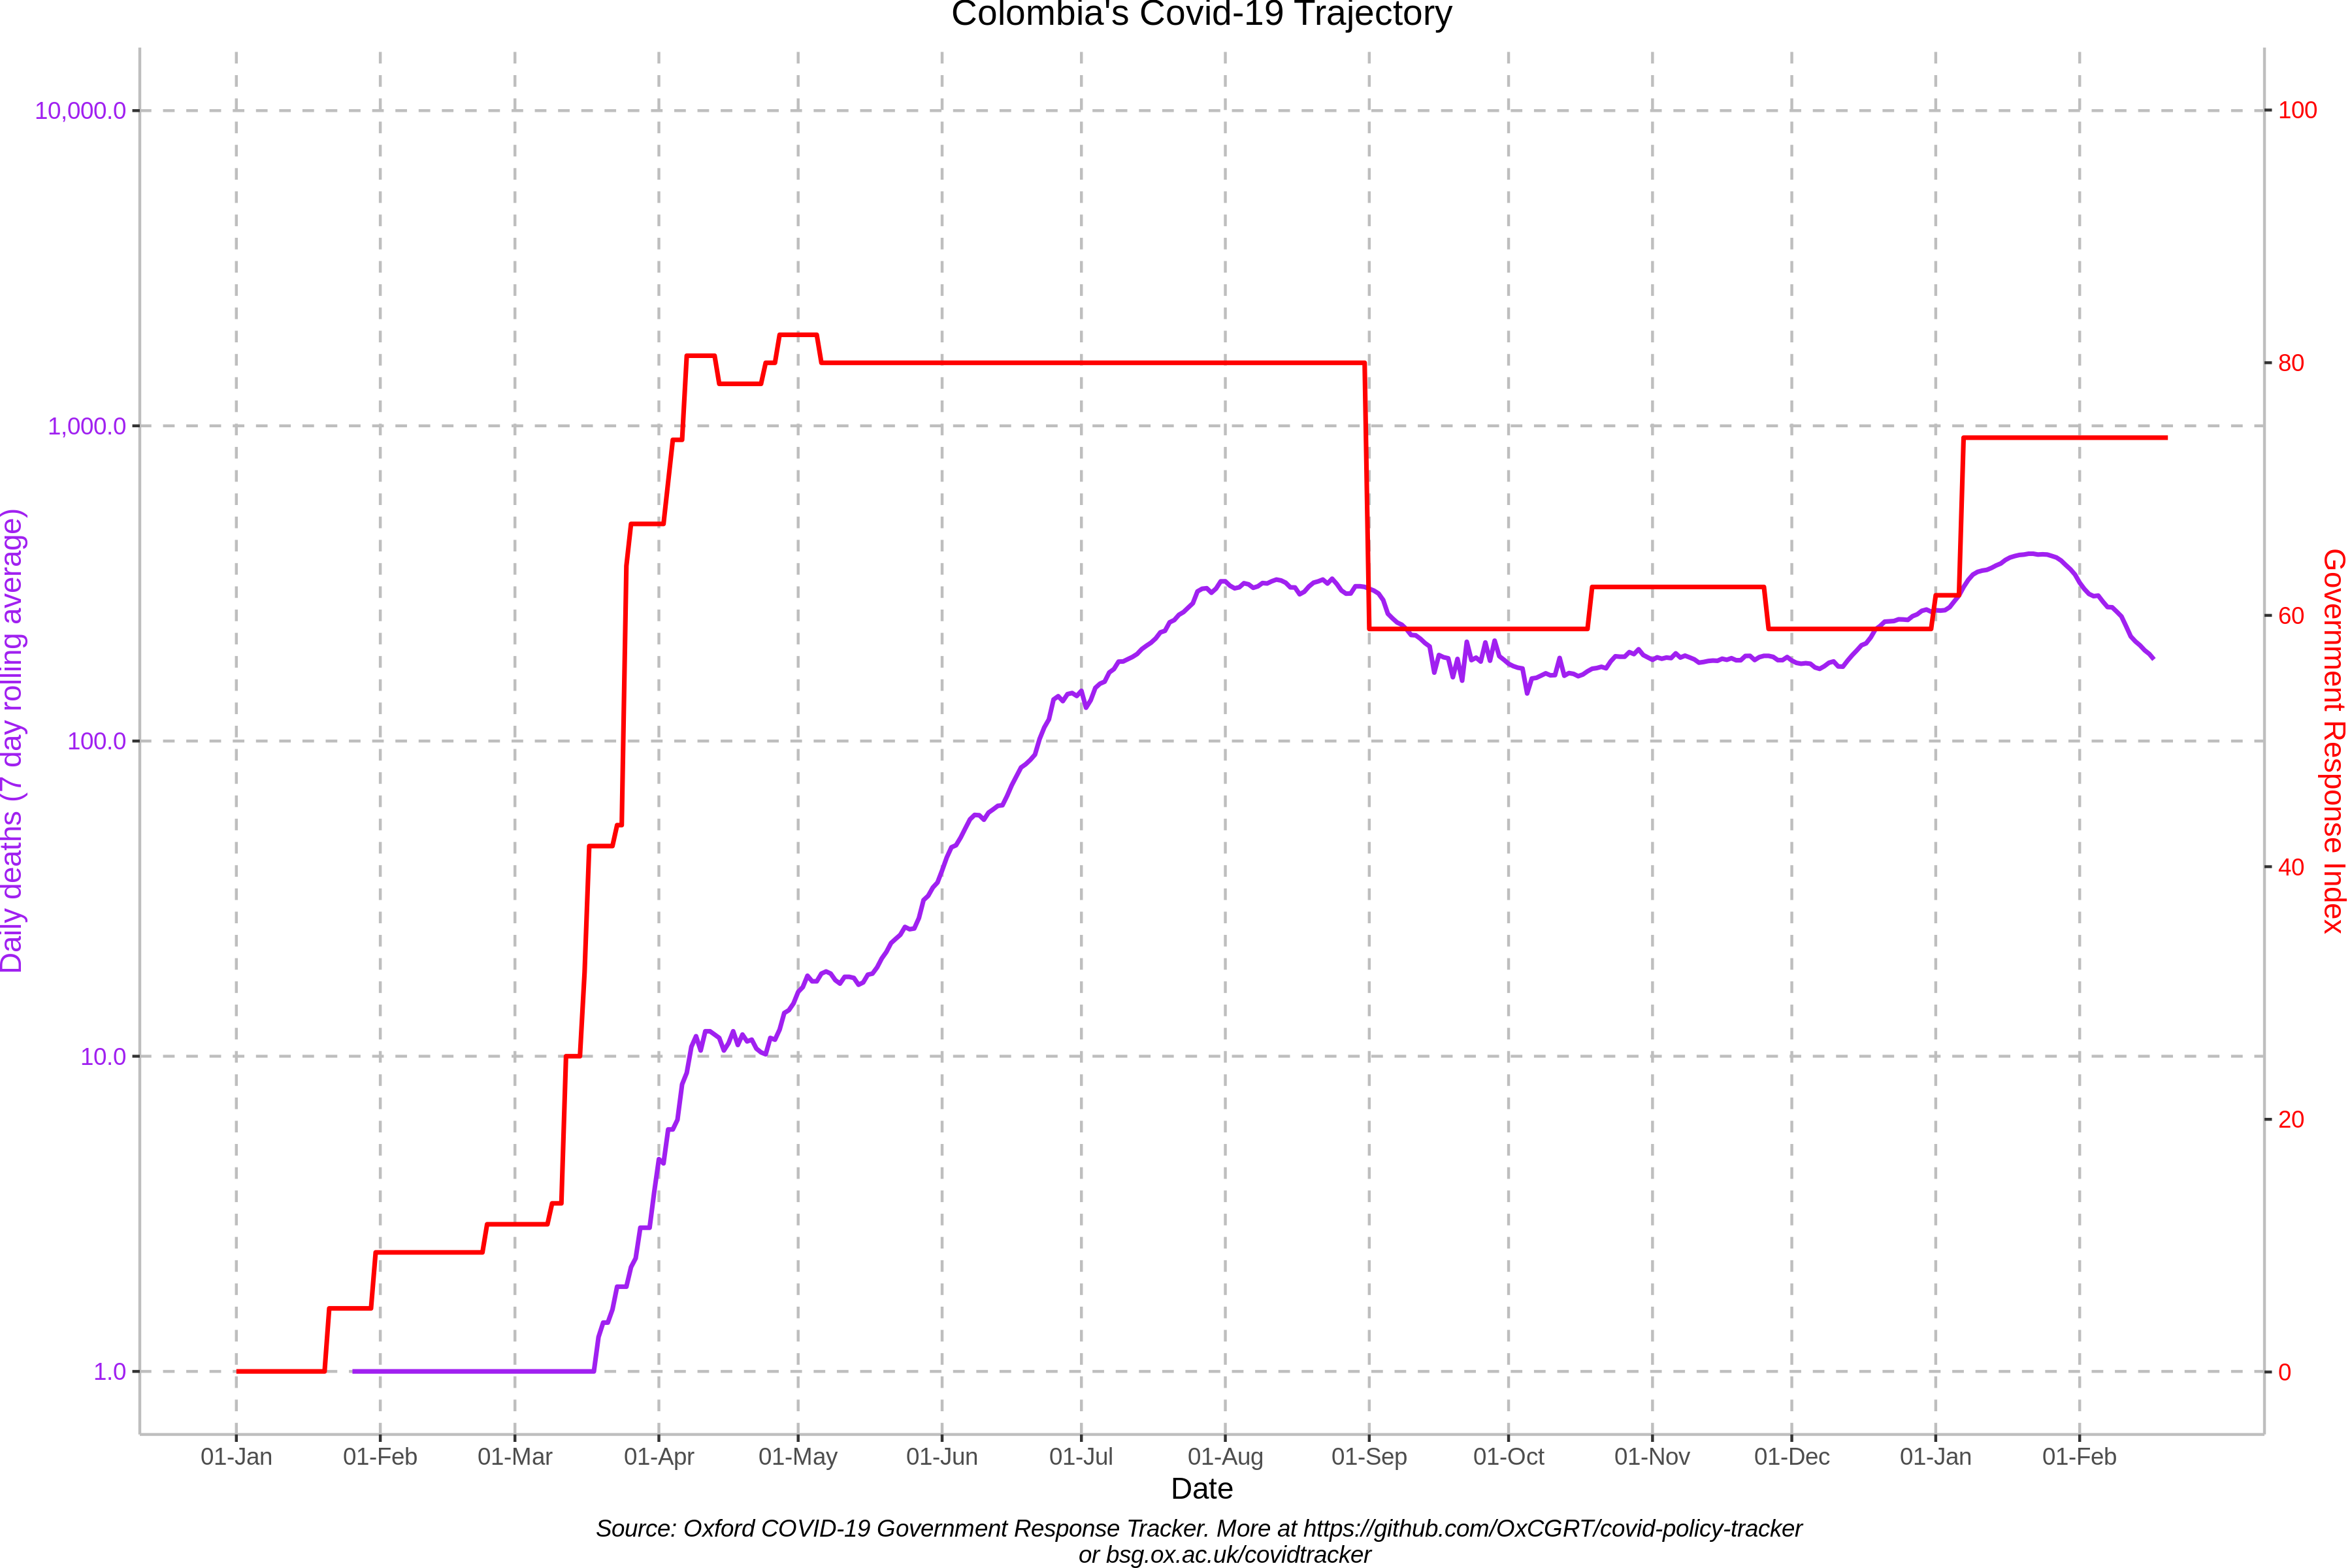 Colombia's Covid-19 Trajectory
10,000.0
1,000.0
100.0
10.0
1.0
Daily deaths (7 day rolling average)
100
80
60
40
20
0
Government Response Index
01-Jan 01-Feb 01-Mar 01-Apr 01-May 01-Jun 01-Jul 01-Aug 01-Sep 01-Oct 01-Nov 01-Dec 01-Jan 01-Feb
Date
Source: Oxford COVID-19 Government Response Tracker. More at https://github.com/OxCGRT/covid-policy-tracker
or bsg.ox.ac.uk/covidtracker